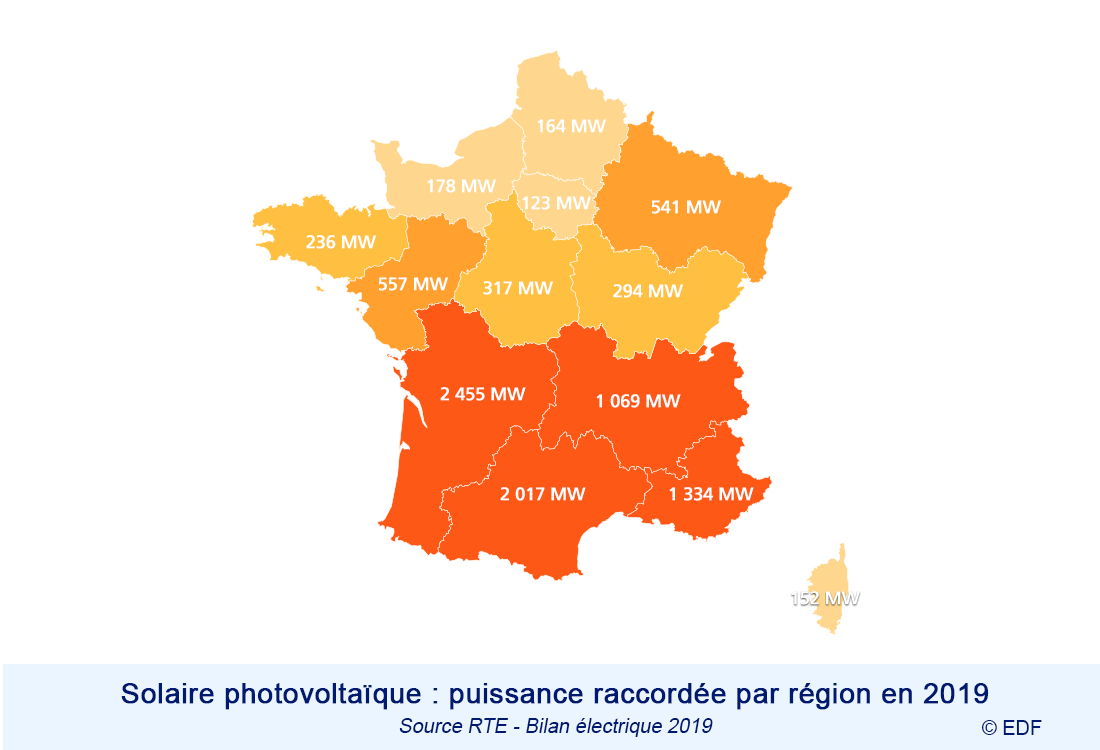 164 MW
178 MW
123 MW
541 MW
236 MW
557 MW
317 MW
294 MW
2 455 MW
1 069 MW
2 017 MW
1 334 MW
152 MW
Solaire photovoltaïque : puissance raccordée par région en 2019
Source RTE - Bilan électrique 2019
© EDF